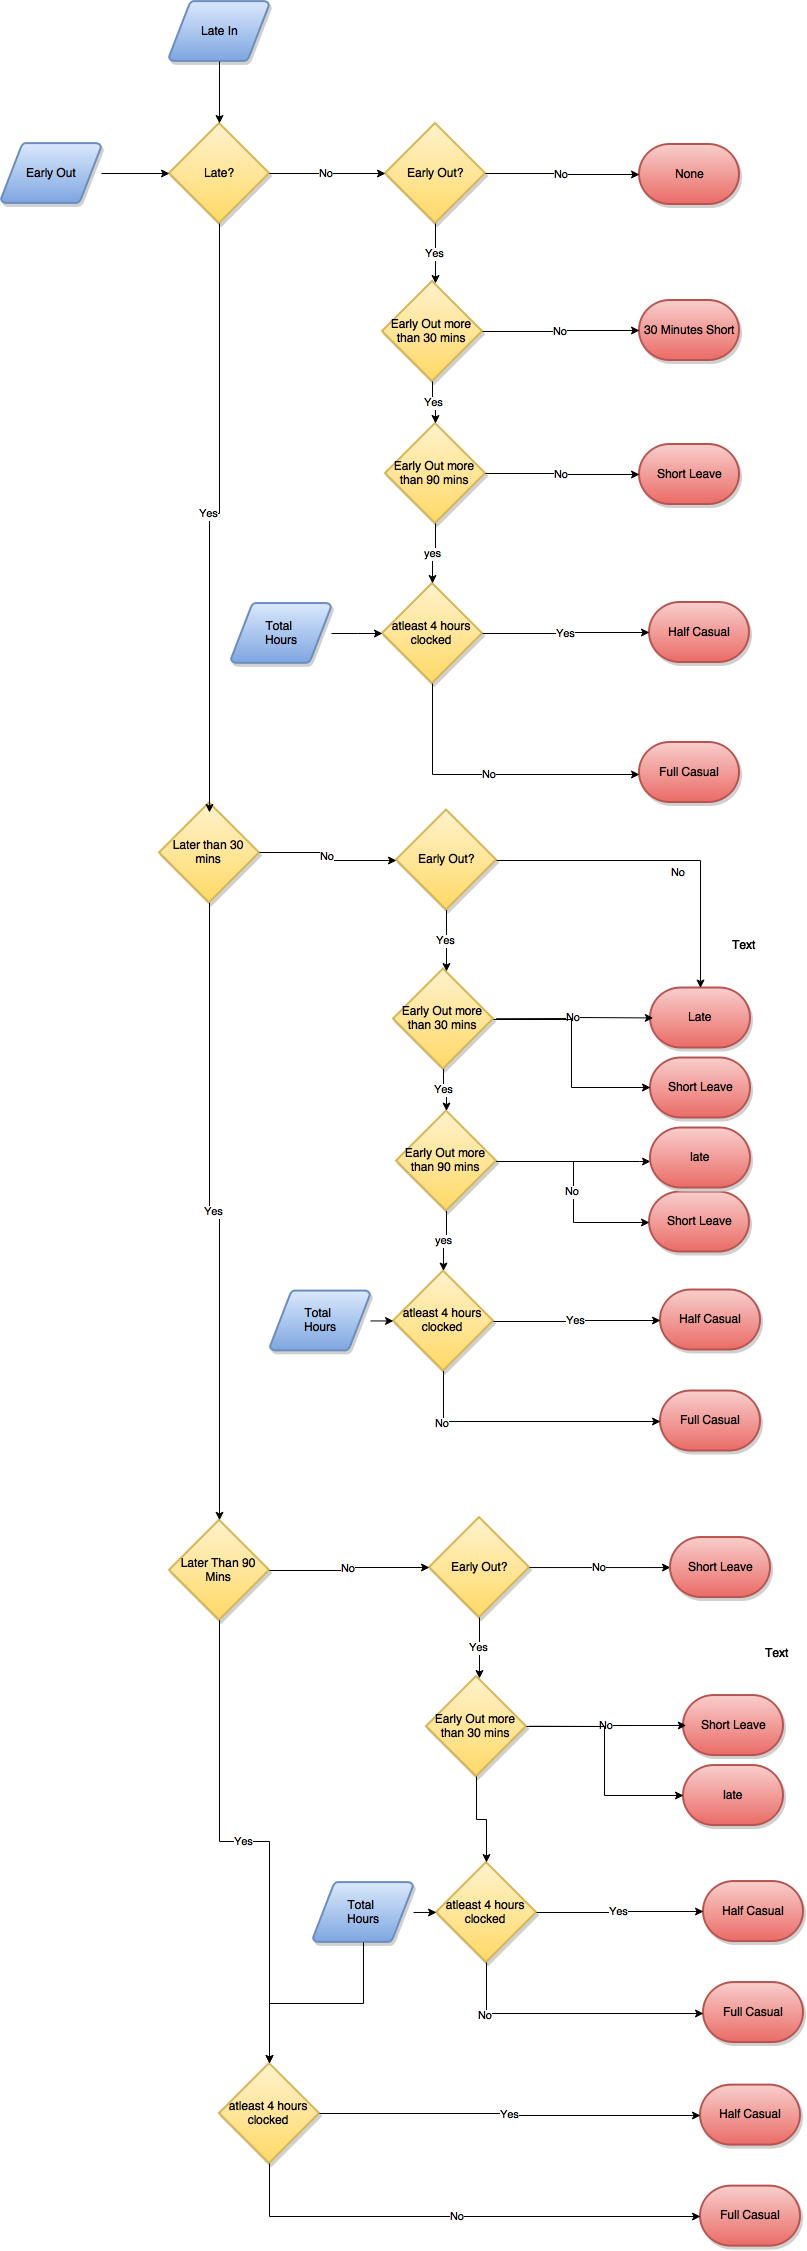 Late In
Early Out
Late?
No
Early Out?
No
None
Yes
Early Out more
than 30 mins
No
30 Minutes Short
Yes
Early Out more
than 90 mins
No
Short Leave
Yes
yes
Total
Hours
atleast 4 hours
clocked
Yes
Half Casual
No
Full Casual
Later than 30
mins
No
Early Out?
No
Yes
Text
Early Out more
than 30 mins
No
Late
Yes
Short Leave
Early Out more
than 90 mins
late
No
Yes
Short Leave
yes
Total
Hours
atleast 4 hours
clocked
Yes
Half Casual
No
Full Casual
Later Than 90
Mins
No
Early Out?
No
Short Leave
Yes
Text
Early Out more
than 30 mins
No
Short Leave
late
Yes
Total
Hours
atleast 4 hours
clocked
Yes
Half Casual
No
Full Casual
atleast 4 hours
clocked
Yes
Half Casual
No
Full Casual